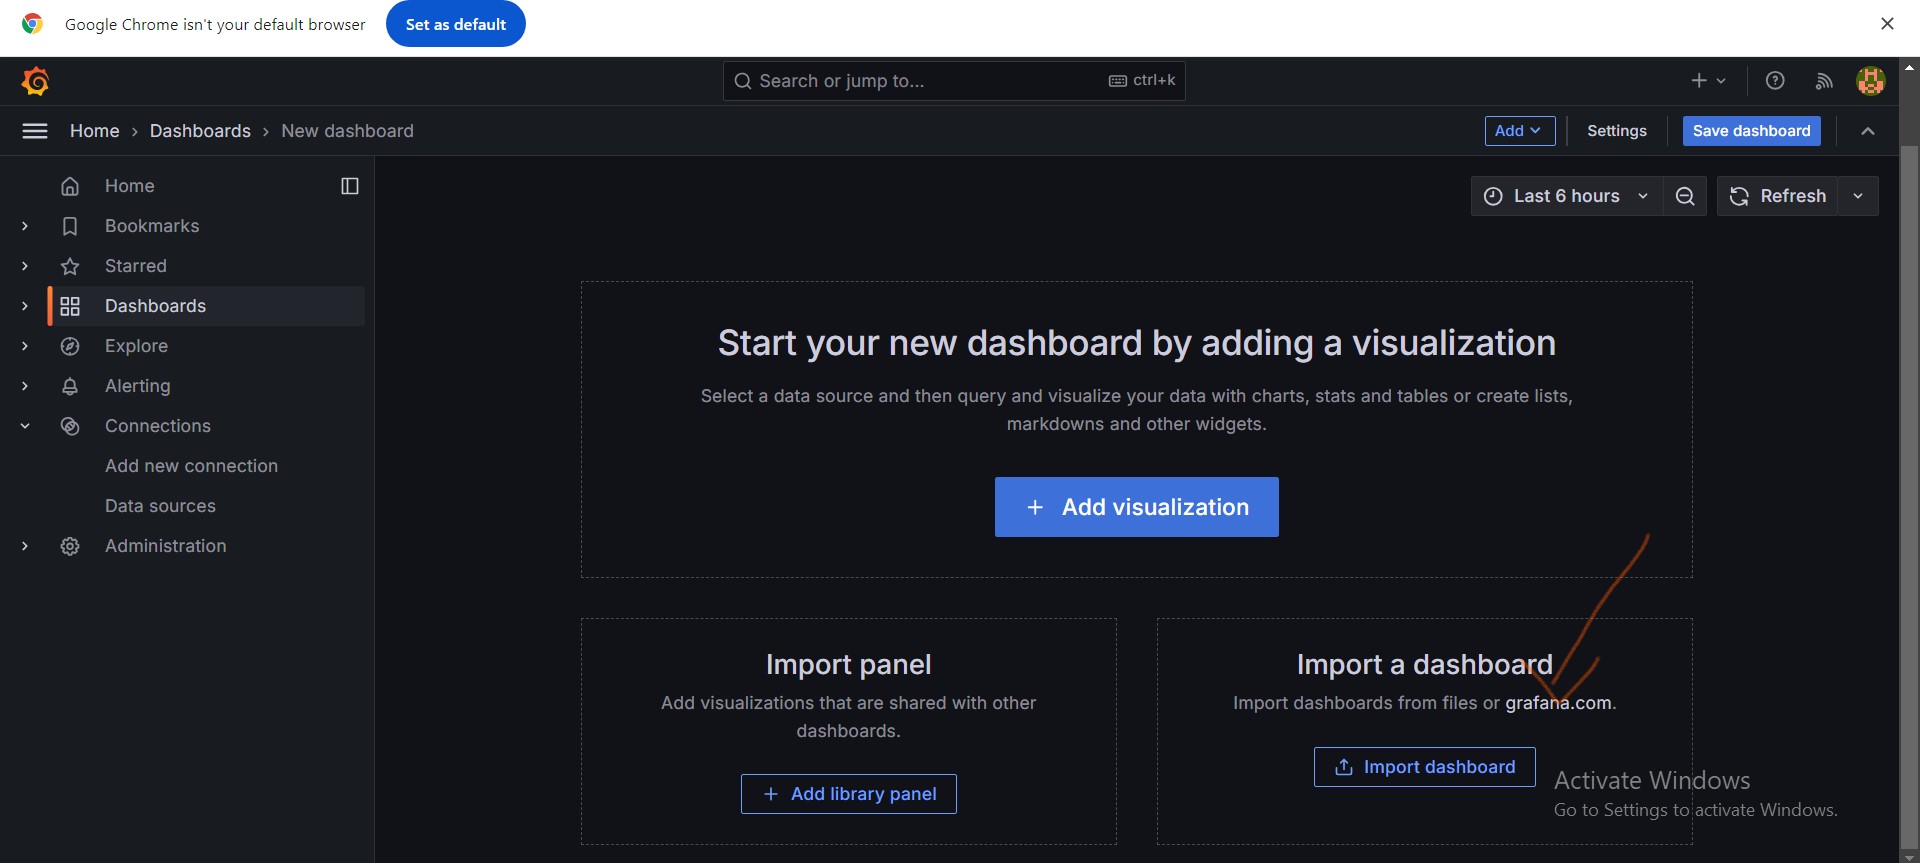 Google Chrome isn't your default browser
Set as default
Search or jump to...
ctrl+k
Home › Dashboards › New dashboard
Add
Settings
Save dashboard
Home
Bookmarks
Starred
Dashboards
Explore
Alerting
Connections
Add new connection
Data sources
Administration
Last 6 hours
Refresh
Start your new dashboard by adding a visualization
Select a data source and then query and visualize your data with charts, stats and tables or create lists,
markdowns and other widgets.
+ Add visualization
Import panel
Add visualizations that are shared with other
dashboards.
+ Add library panel
Import a dashboard
Import dashboards from files or grafana.com.
Import dashboard
Activate Windows
Go to Settings to activate Windows.